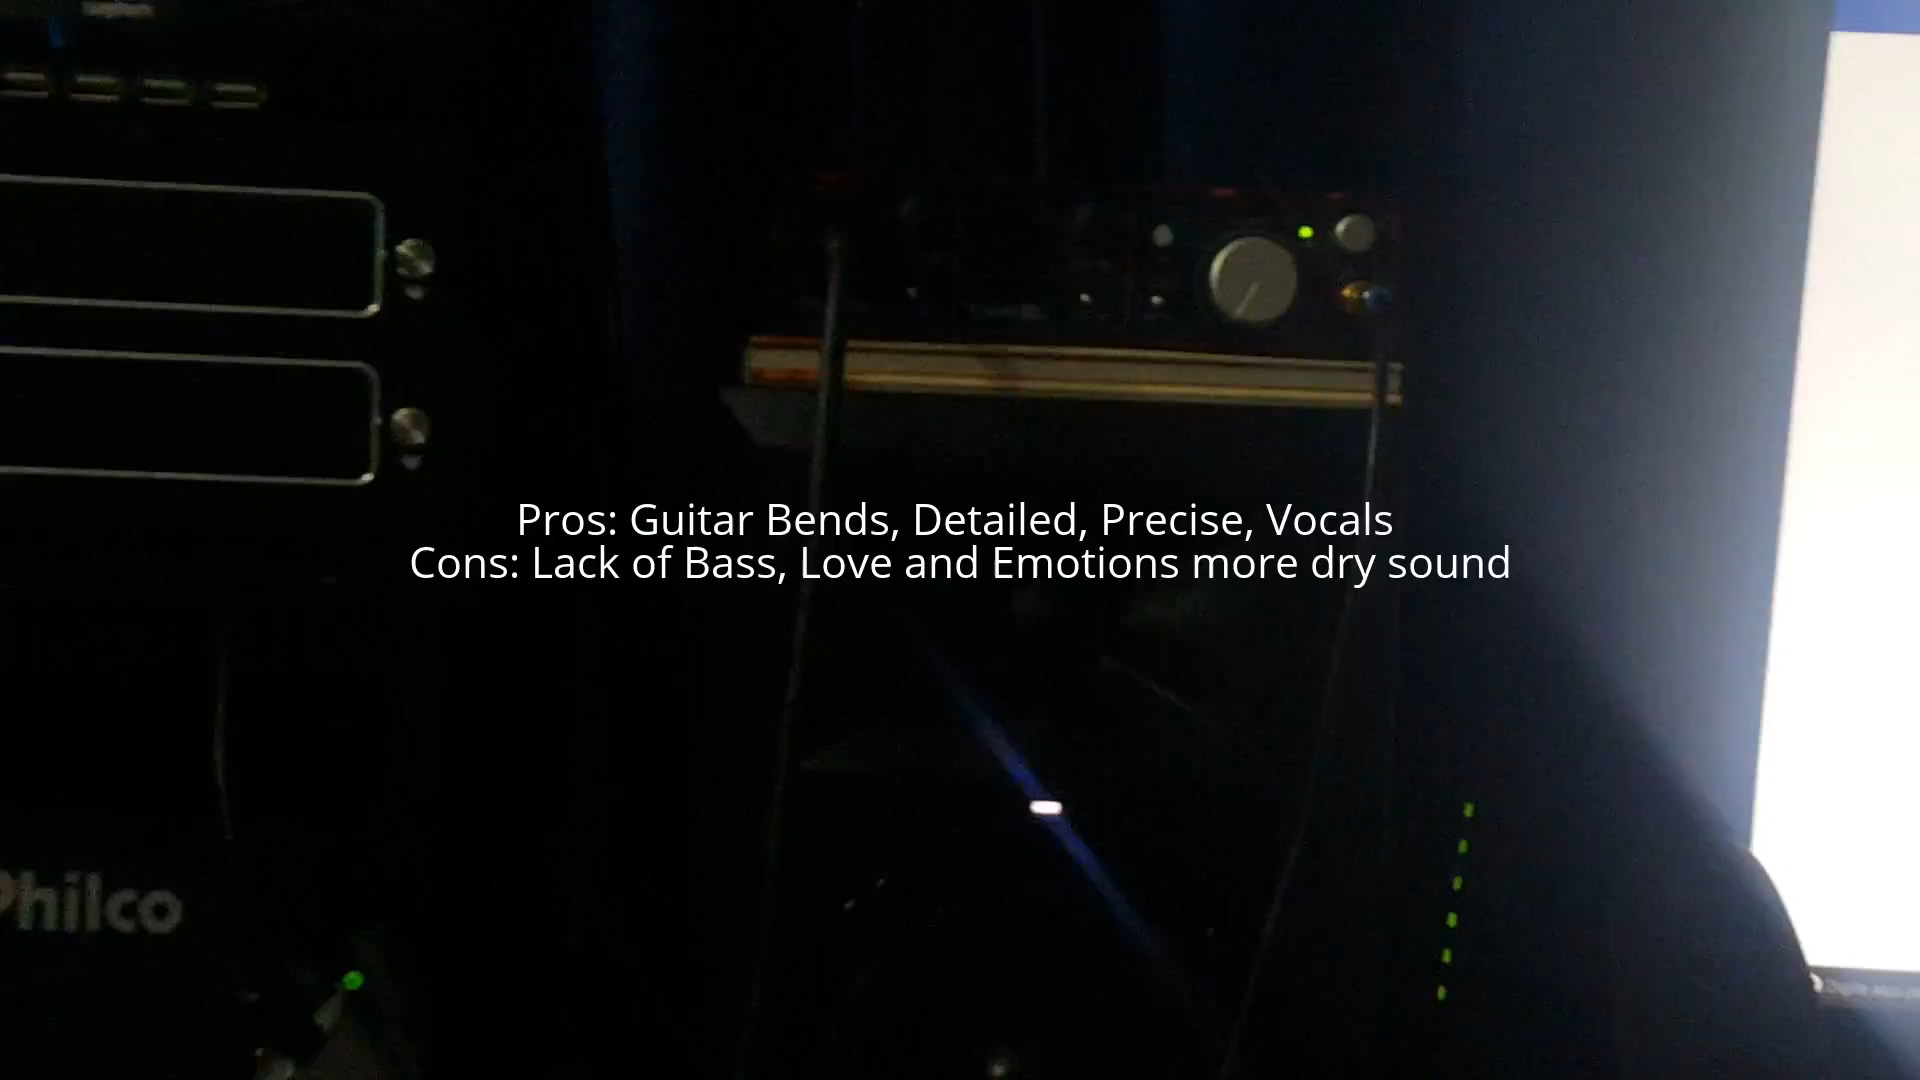 Pros: Guitar Bends, Detailed, Precise, Vocals
Cons: Lack of Bass, Love and Emotions more dry sound
Philco